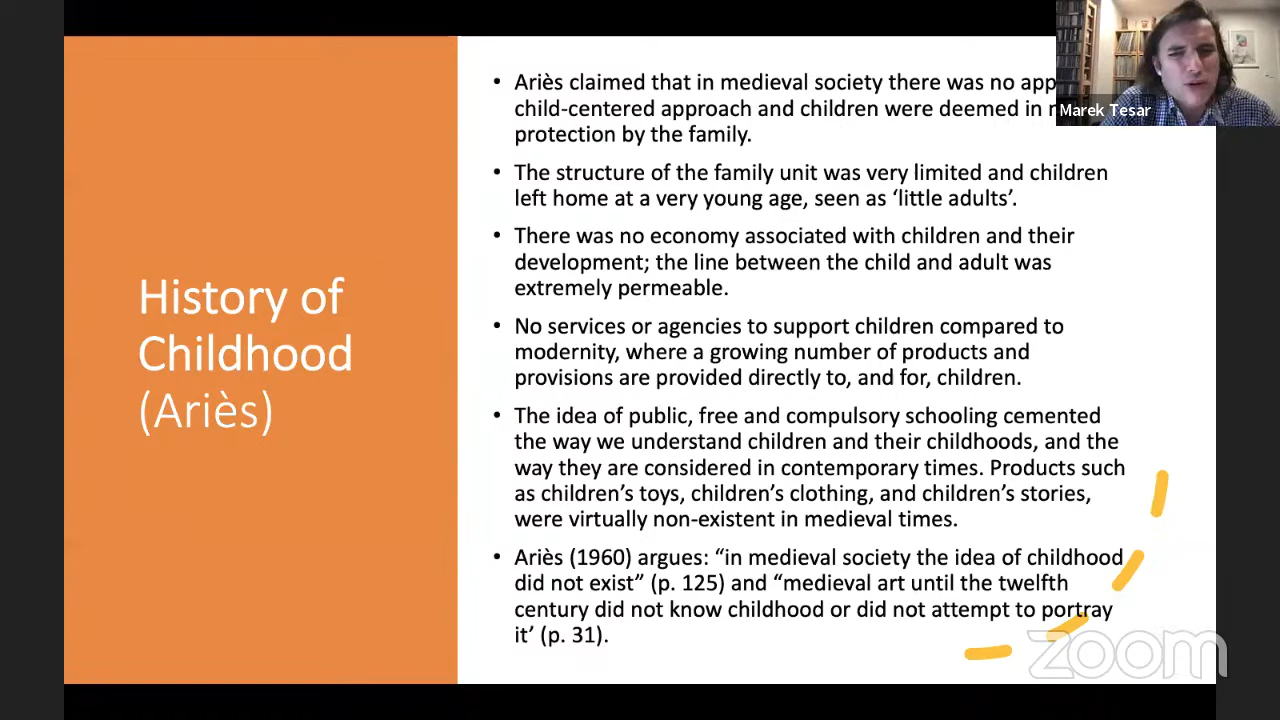 Marek Tesar
History of
Childhood
(Ariès)
• Ariès claimed that in medieval society there was no
child-centered approach and children were deemed in
protection by the family.
• The structure of the family unit was very limited and children
left home at a very young age, seen as ‘little adults’.
• There was no economy associated with children and their
development; the line between the child and adult was
extremely permeable.
• No services or agencies to support children compared to
modernity, where a growing number of products and
provisions are provided directly to, and for, children.
• The idea of public, free and compulsory schooling cemented
the way we understand children and their childhoods, and the
way they are considered in contemporary times. Products such
as children’s toys, children’s clothing, and children’s stories,
were virtually non-existent in medieval times.
• Ariès (1960) argues: “in medieval society the idea of childhood
did not exist” (p. 125) and “medieval art until the twelfth
century did not know childhood or did not attempt to portray
it’ (p. 31).
zoom